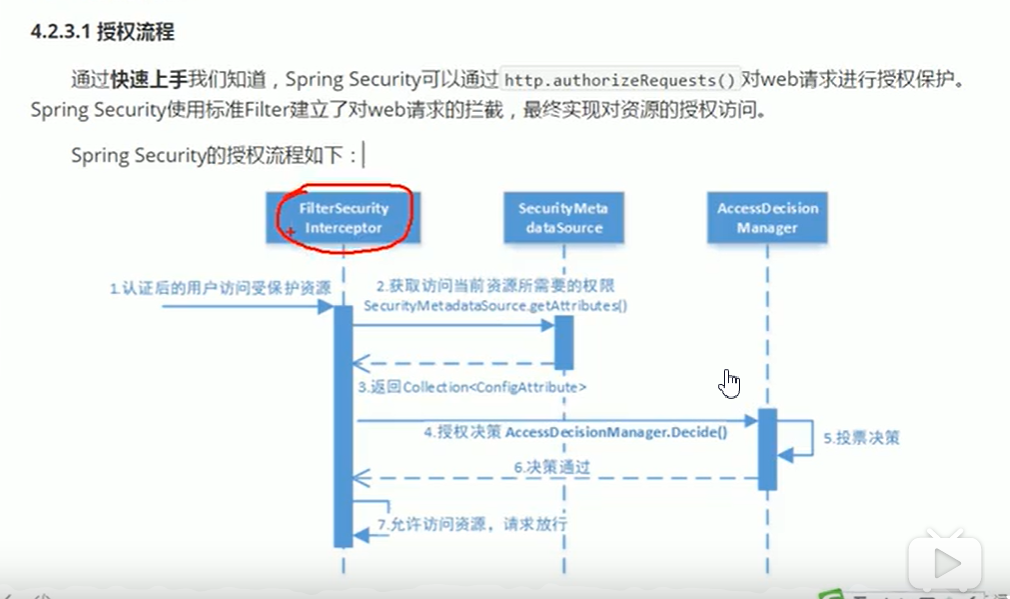 4.2.3.1 授权流程
通过快速上手我们知道，Spring Security可以通过 http.authorizeRequests() 对web请求进行授权保护。
Spring Security使用标准Filter建立了对web请求的拦截，最终实现对资源的授权访问。
Spring Security的授权流程如下：
FilterSecurity
Interceptor
SecurityMeta
dataSource
AccessDecision
Manager
1.认证后的用户访问受保护资源
2.获取访问当前资源所需要的权限
SecurityMetadataSource.getAttributes()
3.返回Collection<ConfigAttribute>
4.授权决策 AccessDecisionManager.Decide()
5.投票决策
6.决策通过
7.允许访问资源，请求放行